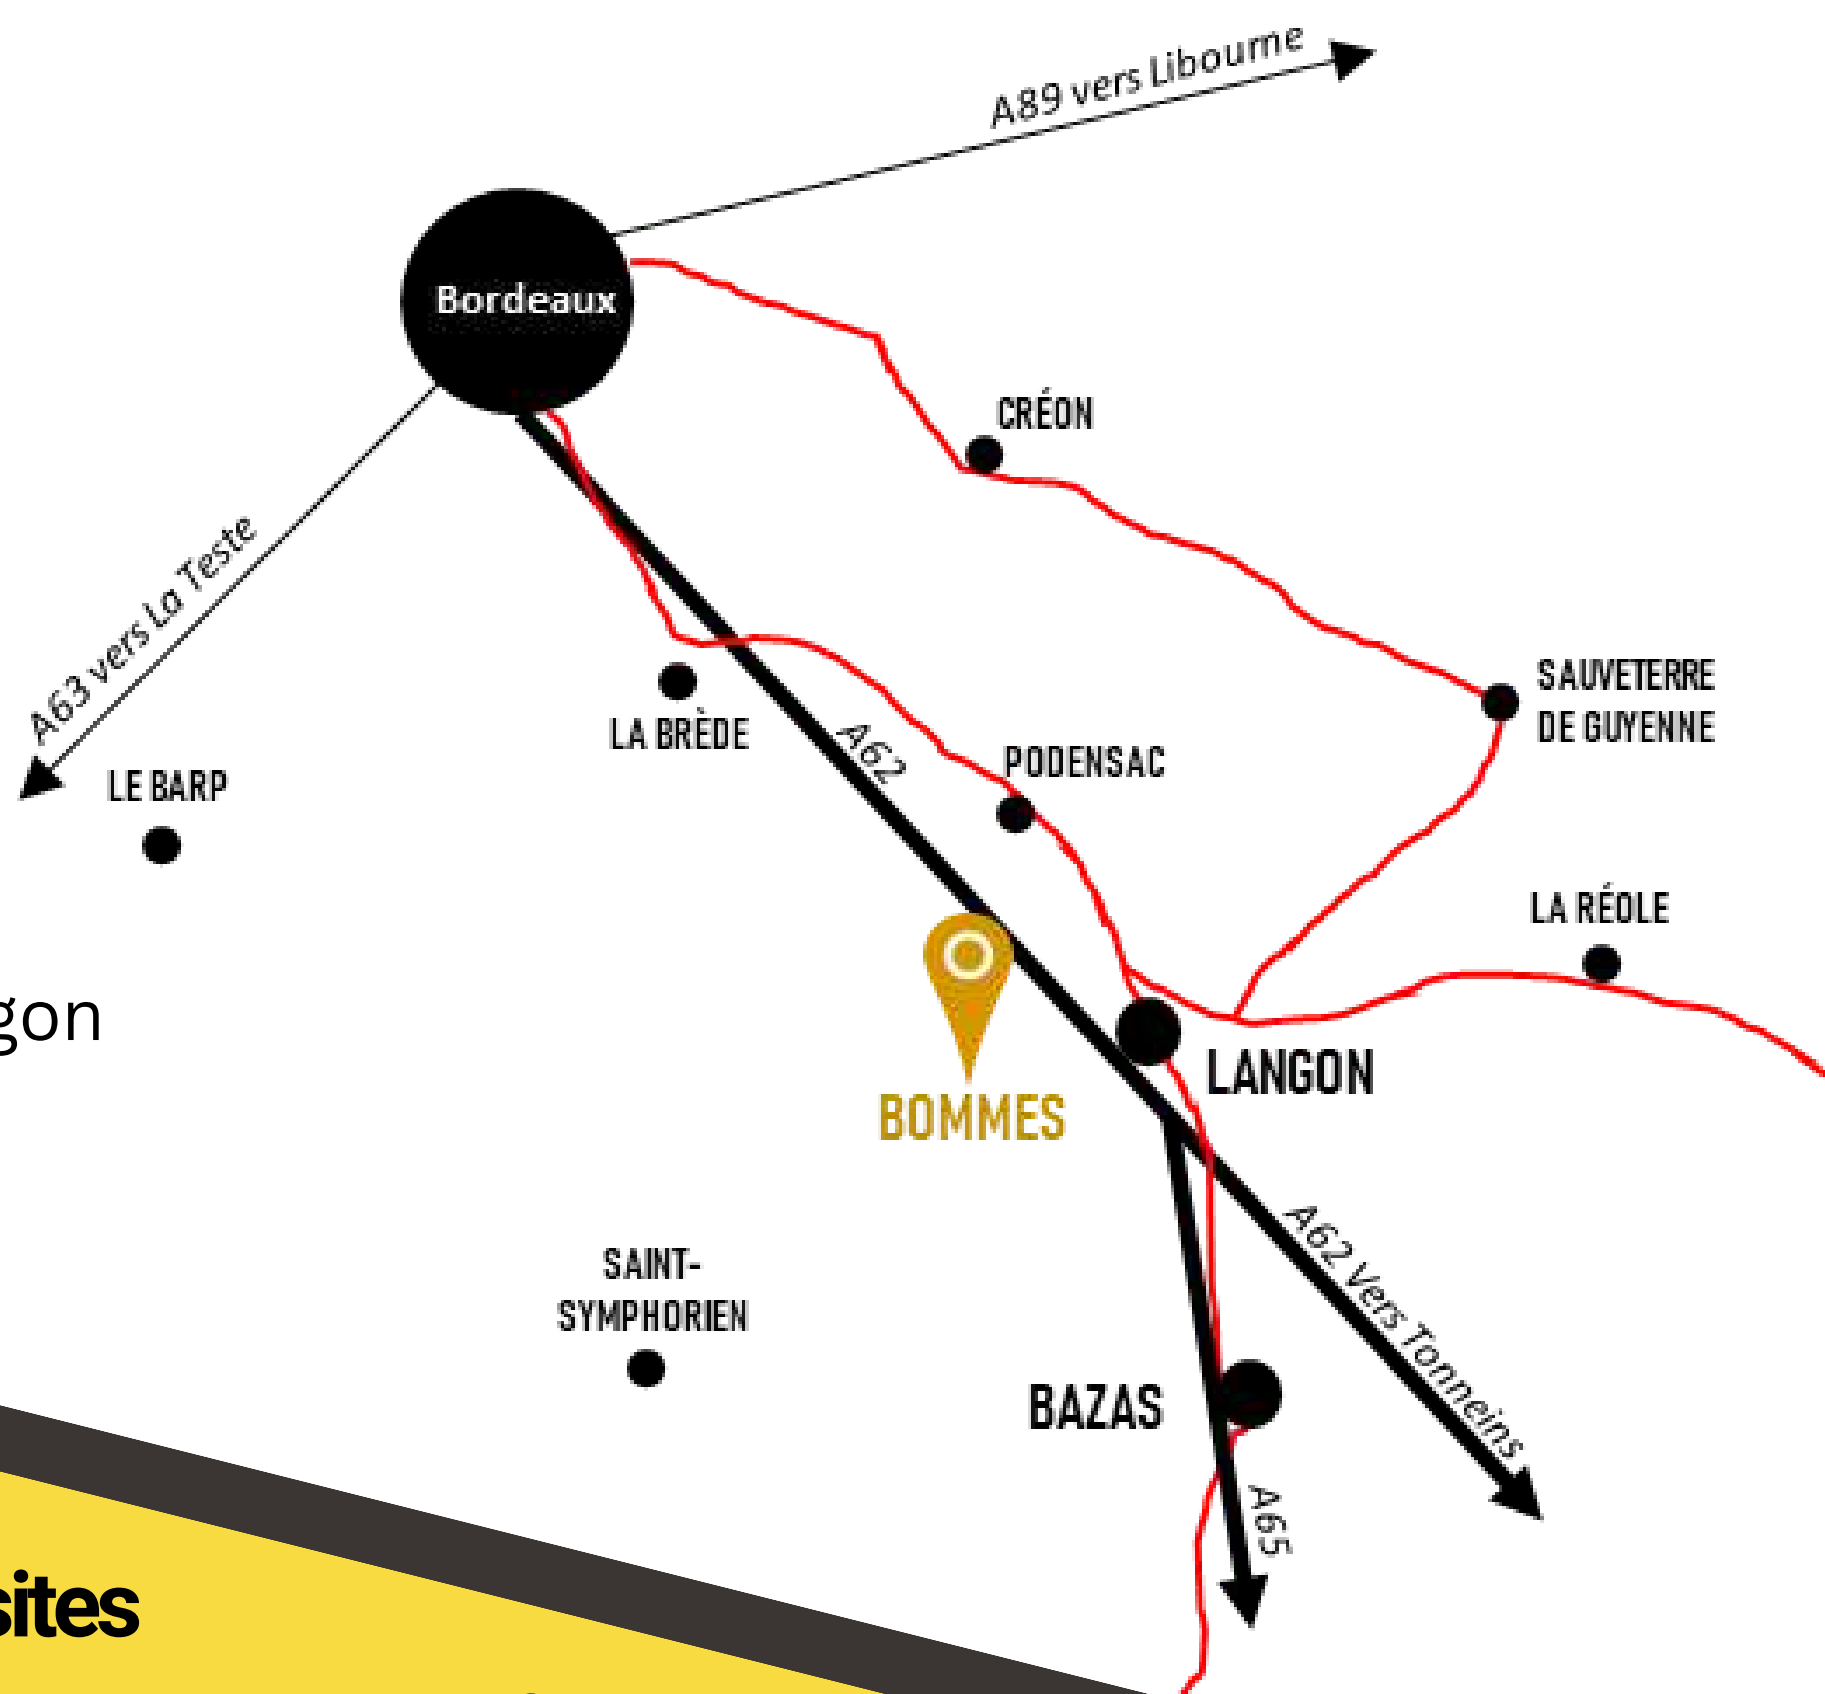 A89 vers Libourne
Bordeaux
CRÉON
A63 vers La Teste
SAUVETERRE
DE GUYENNE
LA BRÈDE
A62
PODENSAC
LE BARP
LA RÉOLE
gon
LANGON
BOMMES
A62 Vers Tonneins
SAINT-
SYMPHORIEN
BAZAS
A65
sites